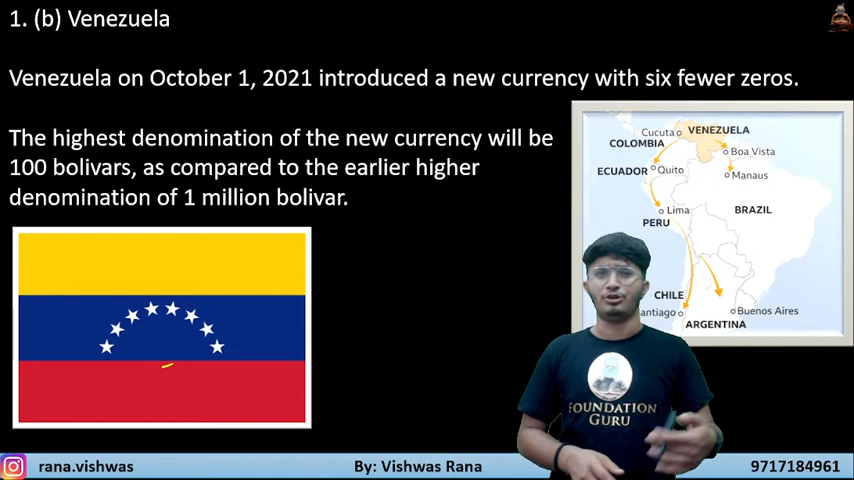 1. (b) Venezuela
Venezuela on October 1, 2021 introduced a new currency with six fewer zeros.
The highest denomination of the new currency will be
100 bolivars, as compared to the earlier higher
denomination of 1 million bolivar.
Cucuta
VENEZUELA
COLOMBIA
Boa Vista
ECUADOR
Quito
Manaus
Lima
BRAZIL
PERU
CHILE
antiago
Buenos Aires
ARGENTINA
FOUNDATION
GURU
rana.vishwas
By: Vishwas Rana
9717184961